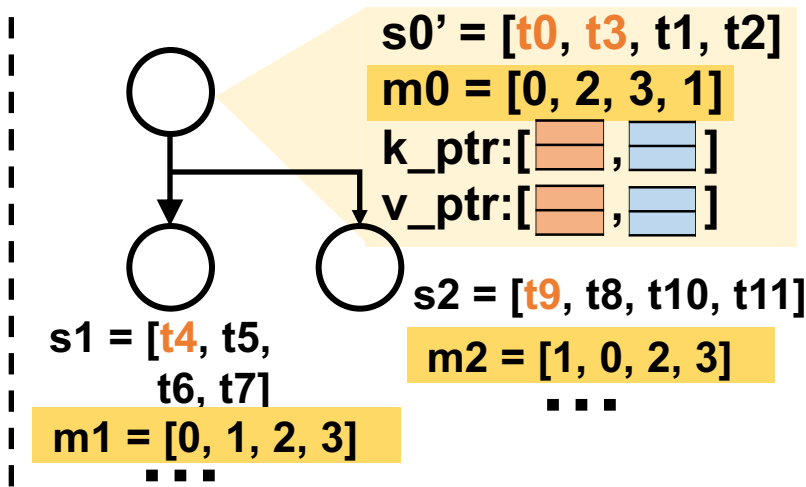 s0’ = [t0, t3, t1, t2]
m0 = [0, 2, 3, 1]
k_ptr:[ , ]
v_ptr:[ , ]
s2 = [t9, t8, t10, t11]
m2 = [1, 0, 2, 3]
...
s1 = [t4, t5,
t6, t7]
m1 = [0, 1, 2, 3]
...